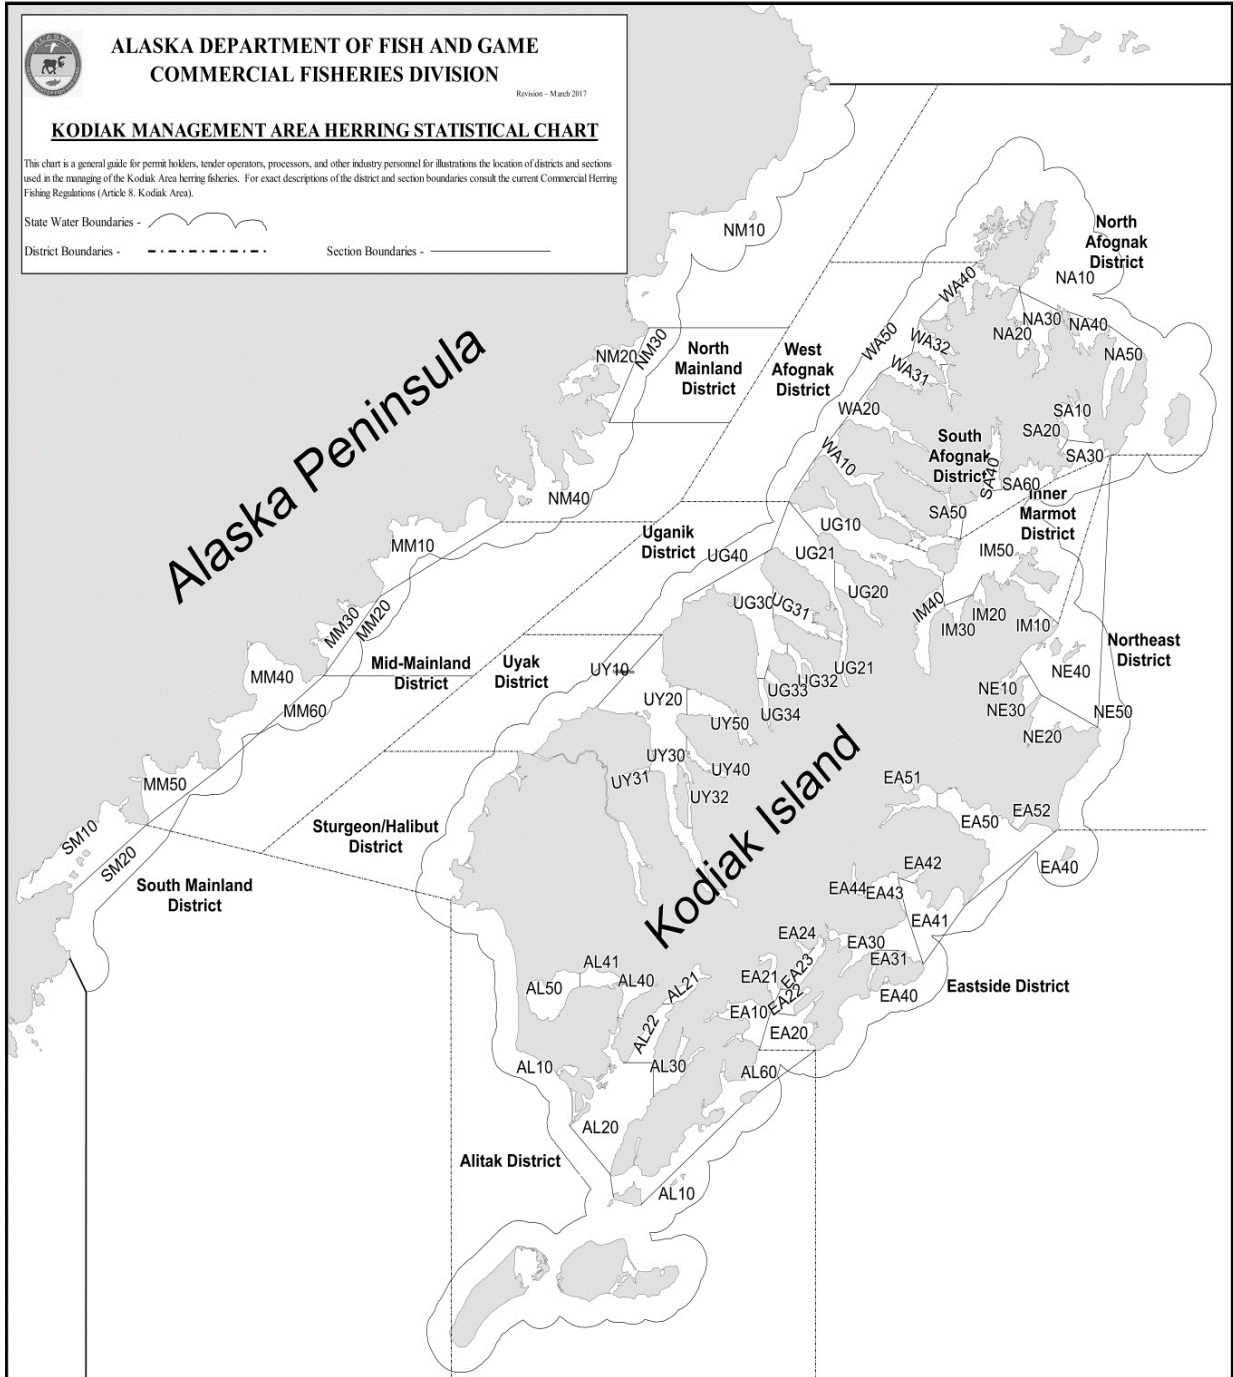 ALASKA DEPARTMENT OF FISH AND GAME
COMMERCIAL FISHERIES DIVISION
Revision – March 2017
KODIAK MANAGEMENT AREA HERRING STATISTICAL CHART
This chart is a general guide for permit holders, tender operators, processors, and other industry personnel for illustrations the location of districts and sections
used in the managing of the Kodiak Area herring fisheries. For exact descriptions of the district and section boundaries consult the current Commercial Herring
Fishing Regulations (Article 8. Kodiak Area).
State Water Boundaries -
District Boundaries -
Section Boundaries -
ALASKA
NM10
North
Afognak
District
NA10
WA40
NA30
NA20
NA40
NA50
WA50
WA32
WA31
NM20
NM30
North
Mainland
District
West
Afognak
District
WA20
WA10
SA10
SA20
SA30
South
Afognak
District
SA40
SA60
SA50
Inner
Marmot
District
Alaska Peninsula
NM40
MM10
Uganik
District
UG10
UG40
UG21
UG20
UG30
UG31
IM50
IM40
IM30
IM20
IM10
MM30
MM20
MM40
MM60
Mid-Mainland
District
Uyak
District
UY10
UG21
UG32
UG33
UG34
Northeast
District
NE40
NE10
NE30
NE50
NE20
UY20
UY50
UY30
UY31
UY40
UY32
MM50
SM10
SM20
South Mainland
District
Sturgeon/Halibut
District
Kodiak Island
EA51
EA50
EA52
EA42
EA40
EA44
EA43
EA41
EA24
EA30
EA31
EA21
EA23
EA22
EA40
Eastside District
EA10
EA20
AL41
AL50
AL40
AL21
AL22
AL10
AL30
AL60
AL20
Alitak District
AL10